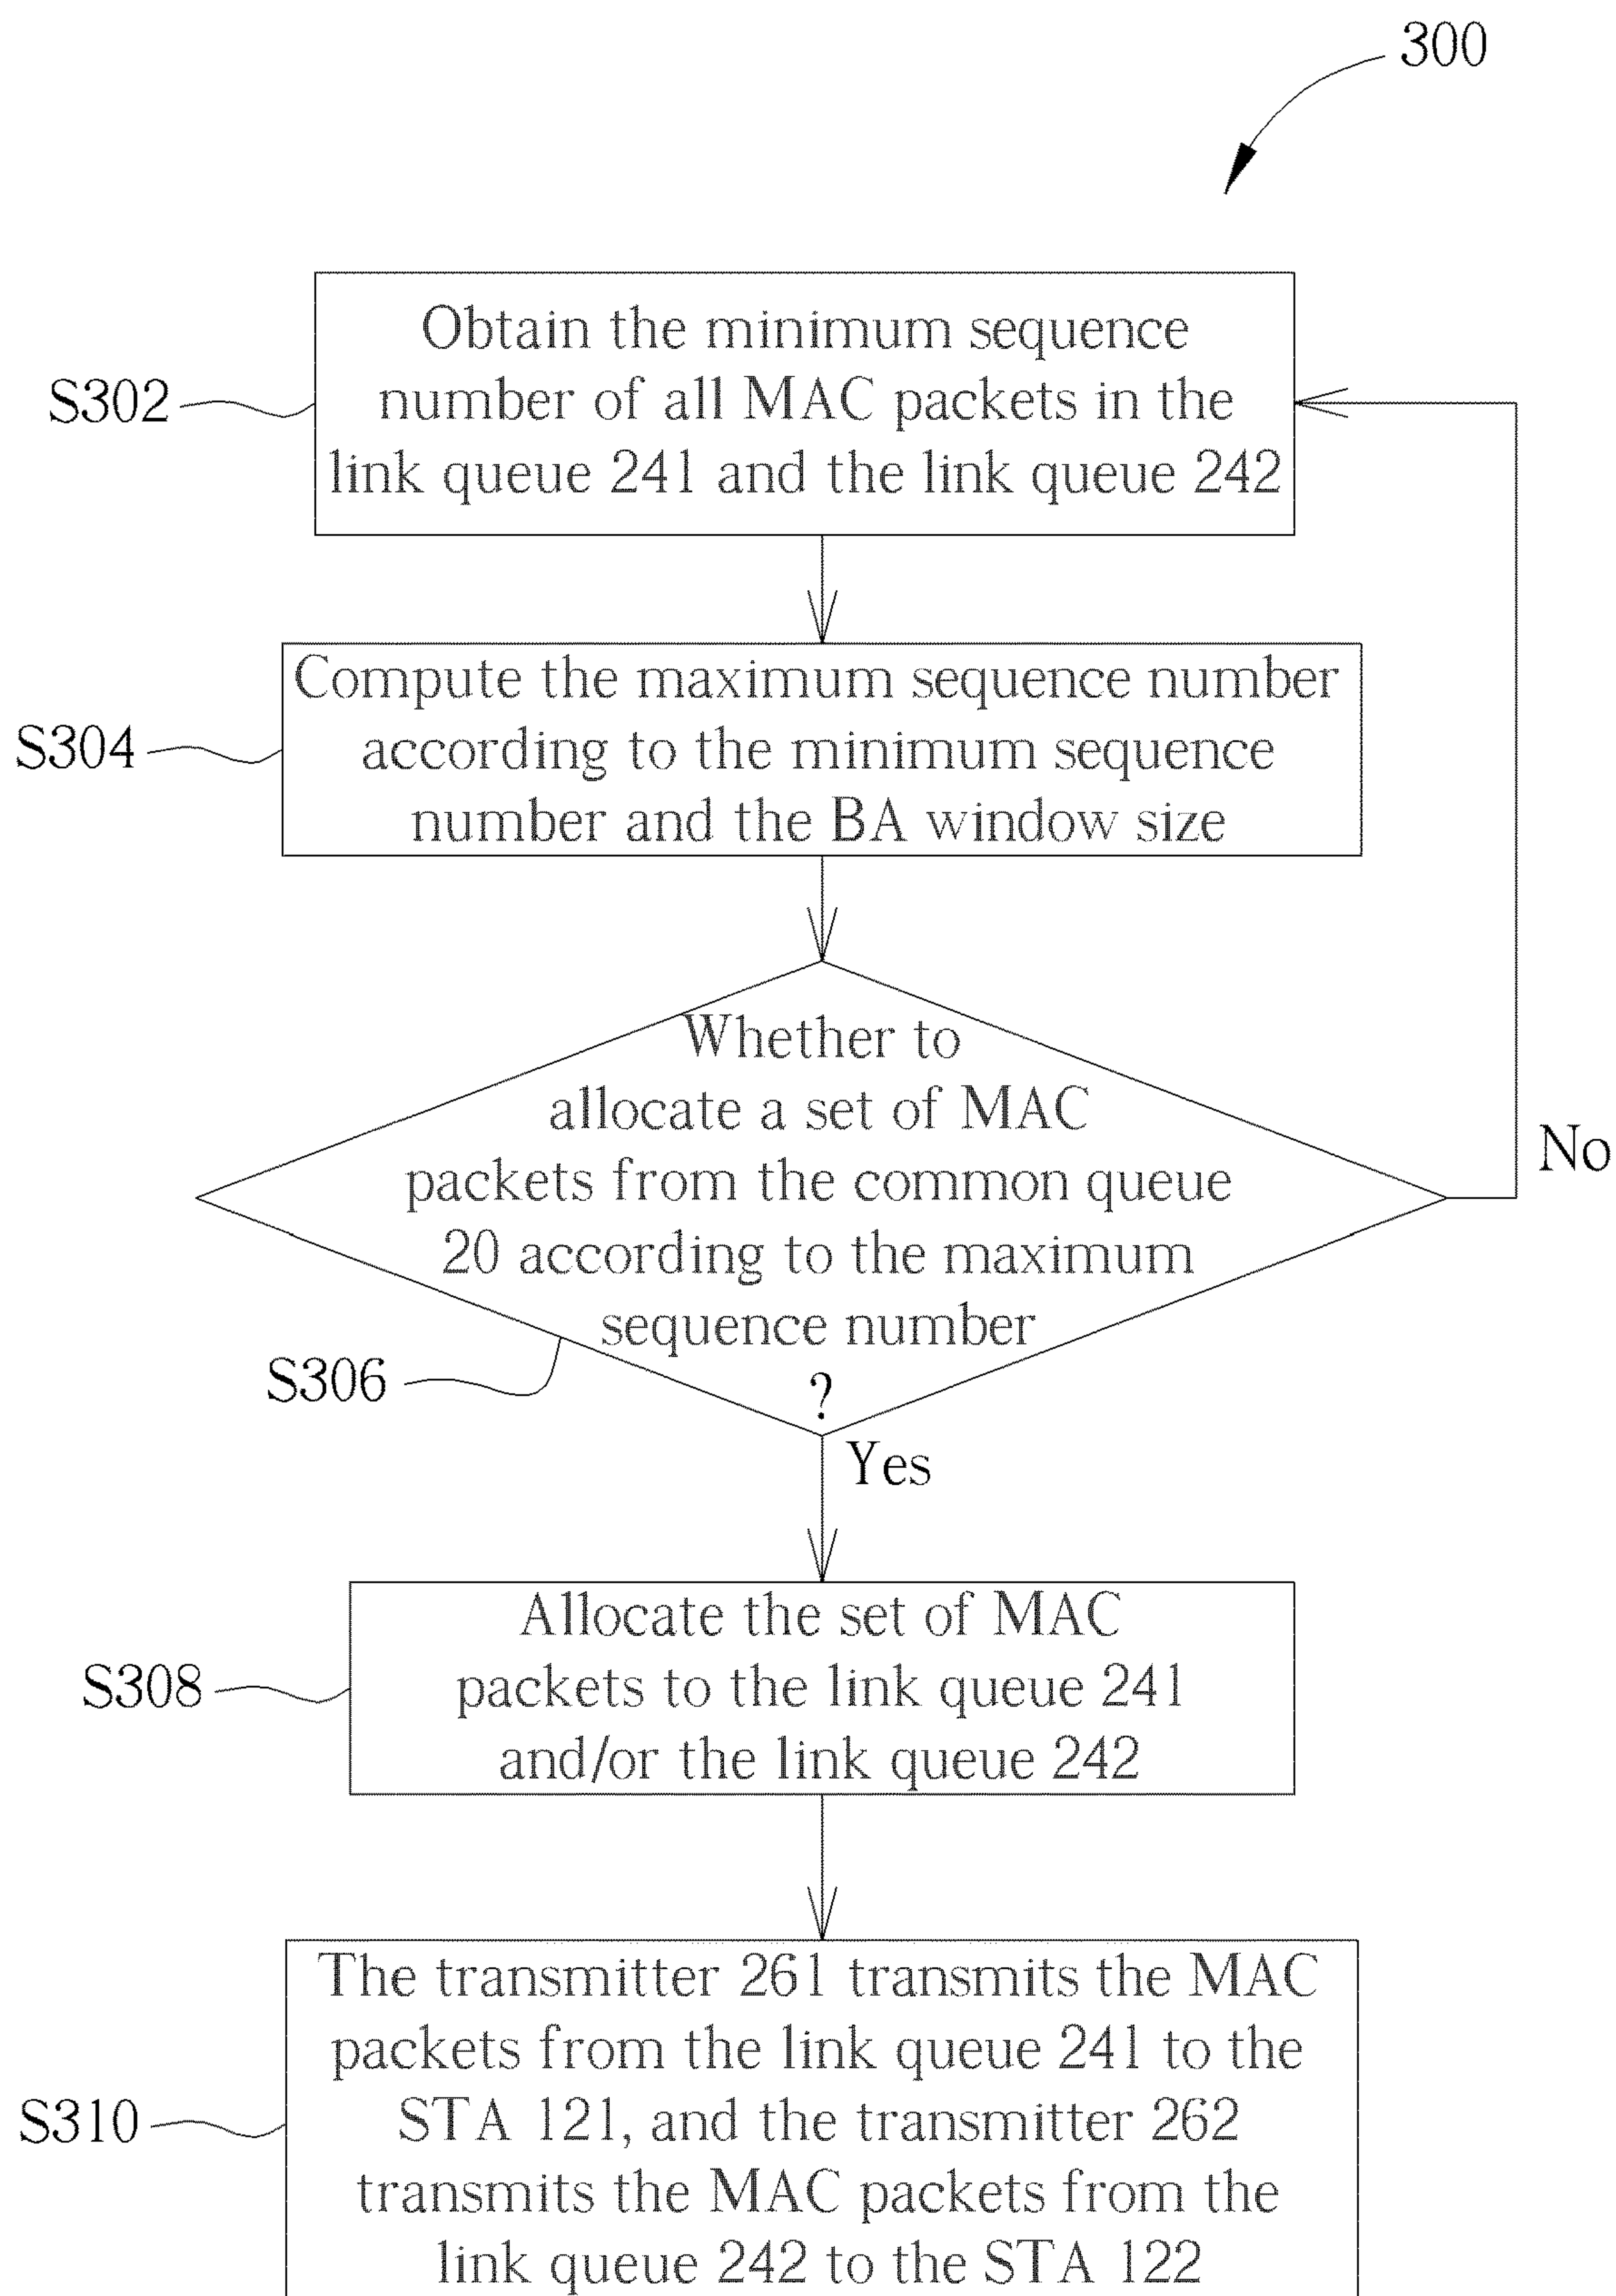 300
Obtain the minimum sequence
number of all MAC packets in the
link queue 241 and the link queue 242
S302
Compute the maximum sequence number
according to the minimum sequence
number and the BA window size
S304
Whether to
allocate a set of MAC
packets from the common queue
20 according to the maximum
sequence number
?
No
S306
Yes
Allocate the set of MAC
packets to the link queue 241
and/or the link queue 242
S308
The transmitter 261 transmits the MAC
packets from the link queue 241 to the
STA 121, and the transmitter 262
transmits the MAC packets from the
link queue 242 to the STA 122
S310